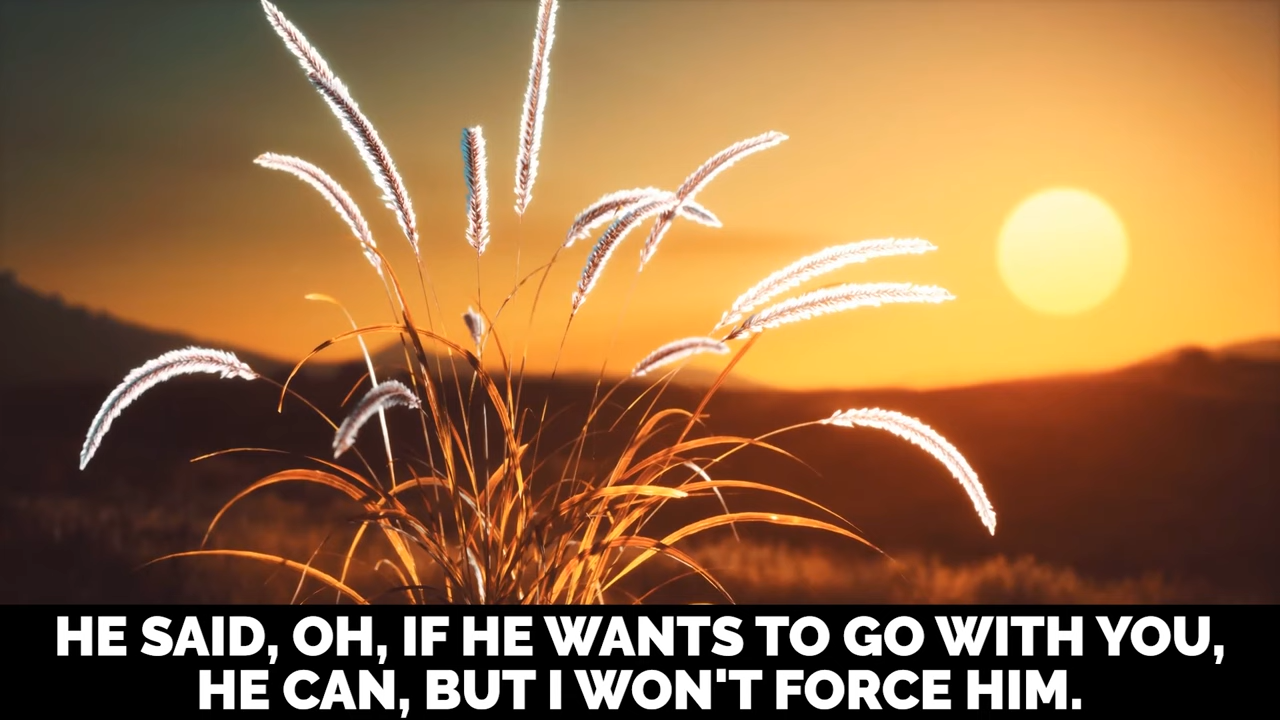 HE SAID, OH, IF HE WANTS TO GO WITH YOU,
HE CAN, BUT I WON'T FORCE HIM.